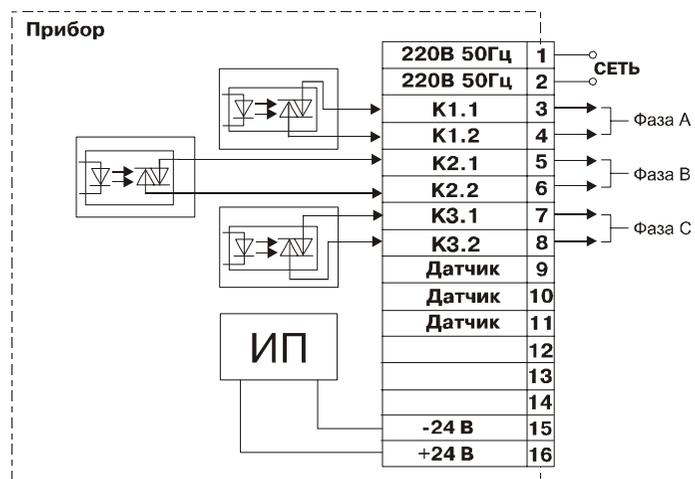 Прибор
220В 50Гц 1
220В 50Гц 2
СЕТЬ
К1.1 3
К1.2 4
Фаза А
К2.1 5
К2.2 6
Фаза В
К3.1 7
К3.2 8
Фаза С
Датчик 9
Датчик 10
Датчик 11
12
13
14
ИП
-24 В 15
+24 В 16